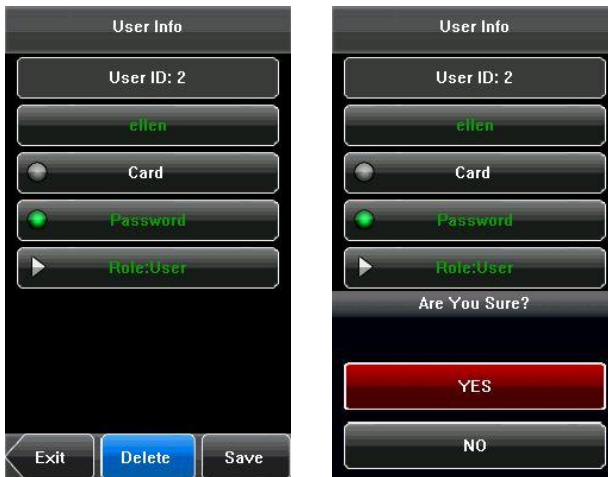 User Info
User ID: 2
ellen
Card
Password
Role:User
Exit Delete Save
User Info
User ID: 2
ellen
Card
Password
Role:User
Are You Sure?
YES
NO